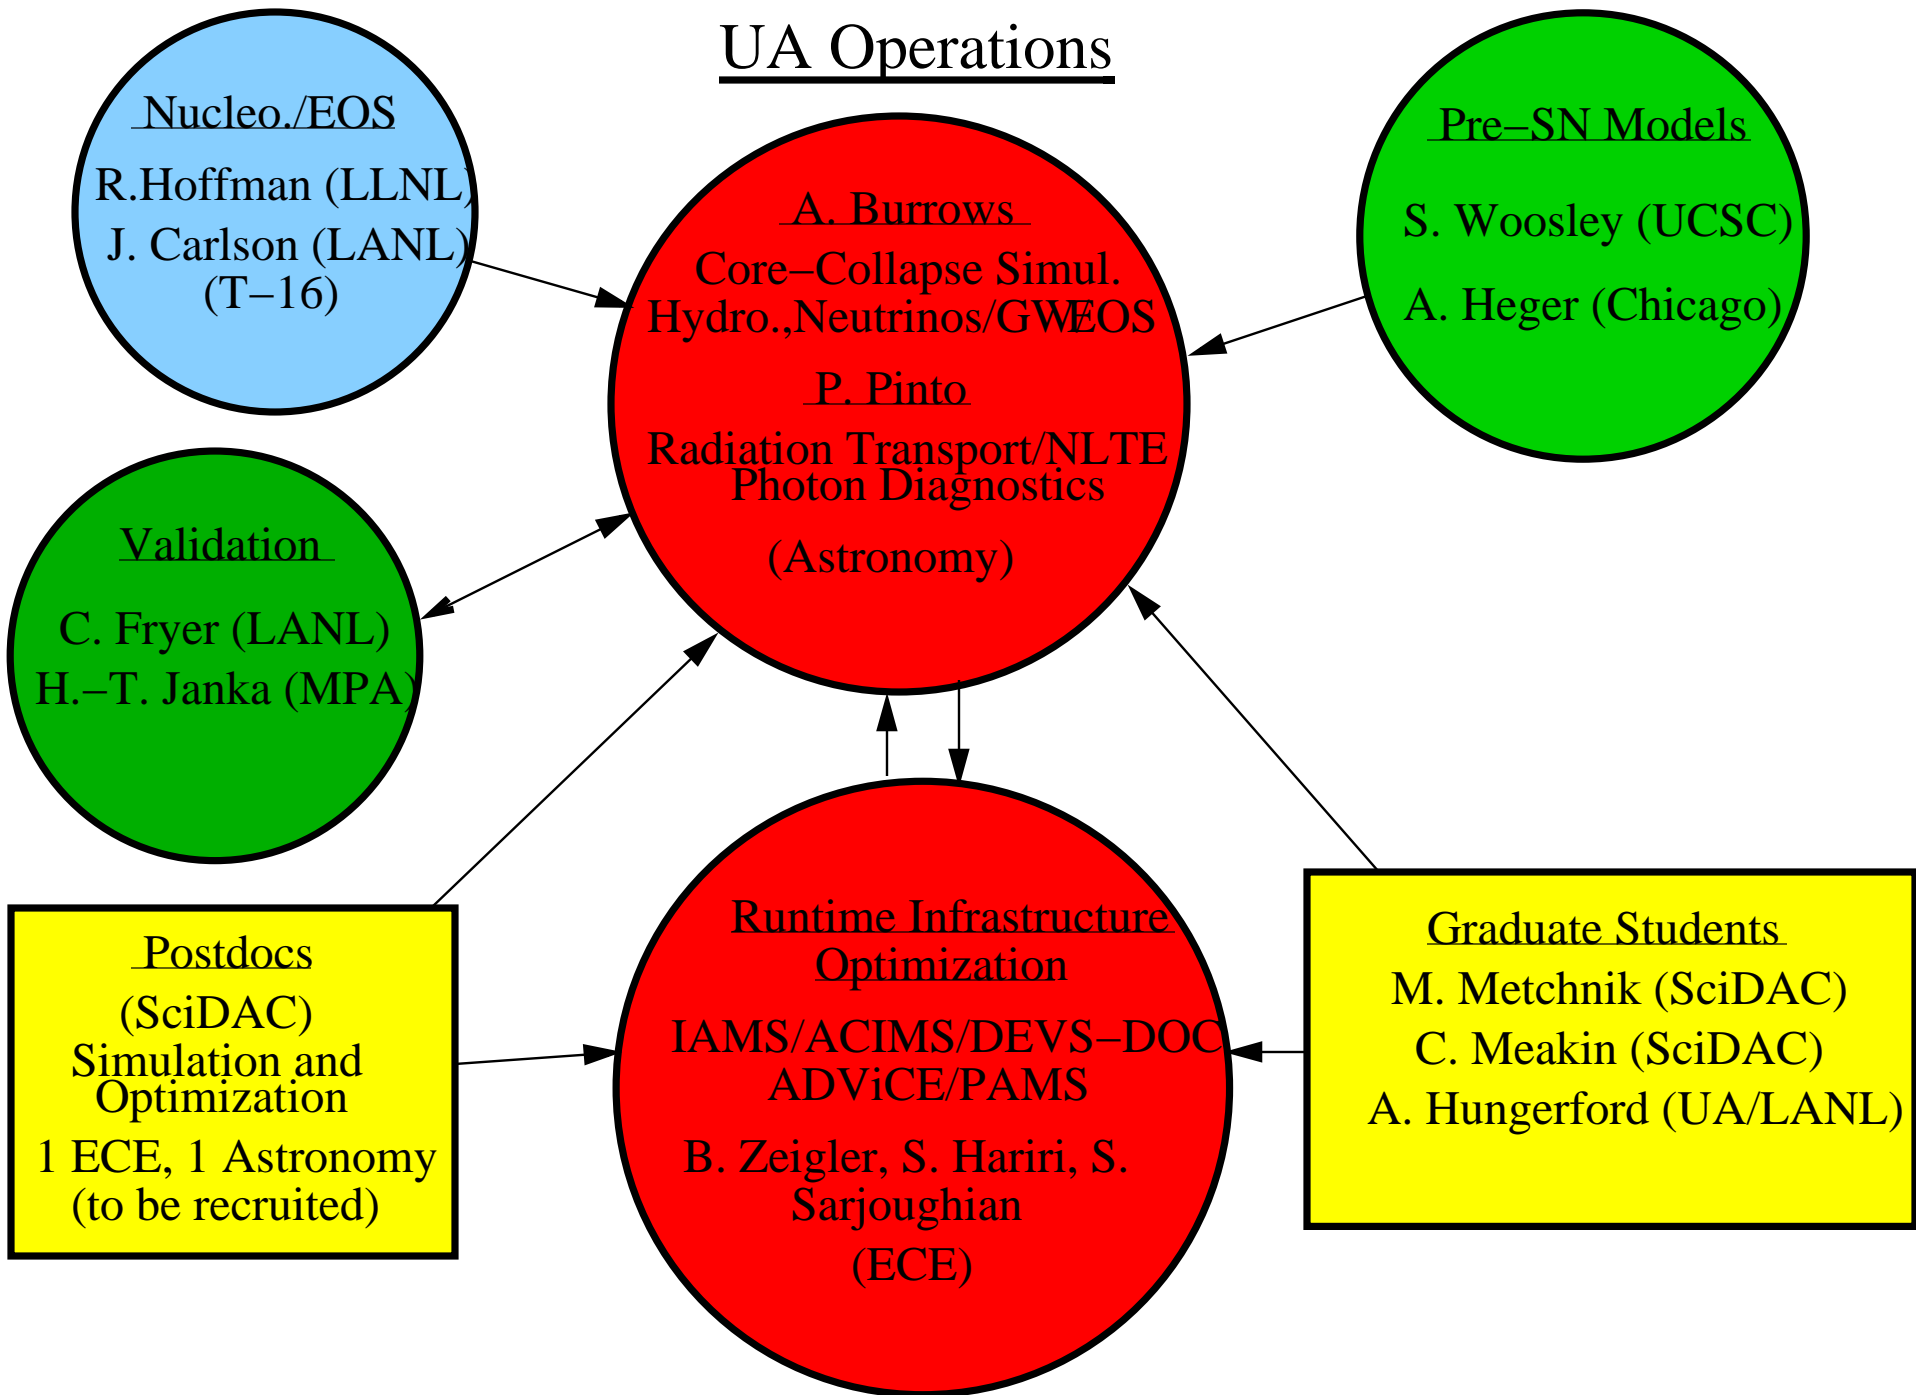 UA Operations
Nucleo./EOS
R.Hoffman (LLNL)
J. Carlson (LANL)
(T−16)
A. Burrows
Core−Collapse Simul.
Hydro.,Neutrinos/GW/EOS
P. Pinto
Radiation Transport/NLTE
Photon Diagnostics
(Astronomy)
Pre−SN Models
S. Woosley (UCSC)
A. Heger (Chicago)
Validation
C. Fryer (LANL)
H.−T. Janka (MPA)
Postdocs
(SciDAC)
Simulation and
Optimization
1 ECE, 1 Astronomy
(to be recruited)
Runtime Infrastructure
Optimization
IAMS/ACIMS/DEVS−DOC
ADViCE/PAMS
B. Zeigler, S. Hariri, S.
Sarjoughian
(ECE)
Graduate Students
M. Metchnik (SciDAC)
C. Meakin (SciDAC)
A. Hungerford (UA/LANL)